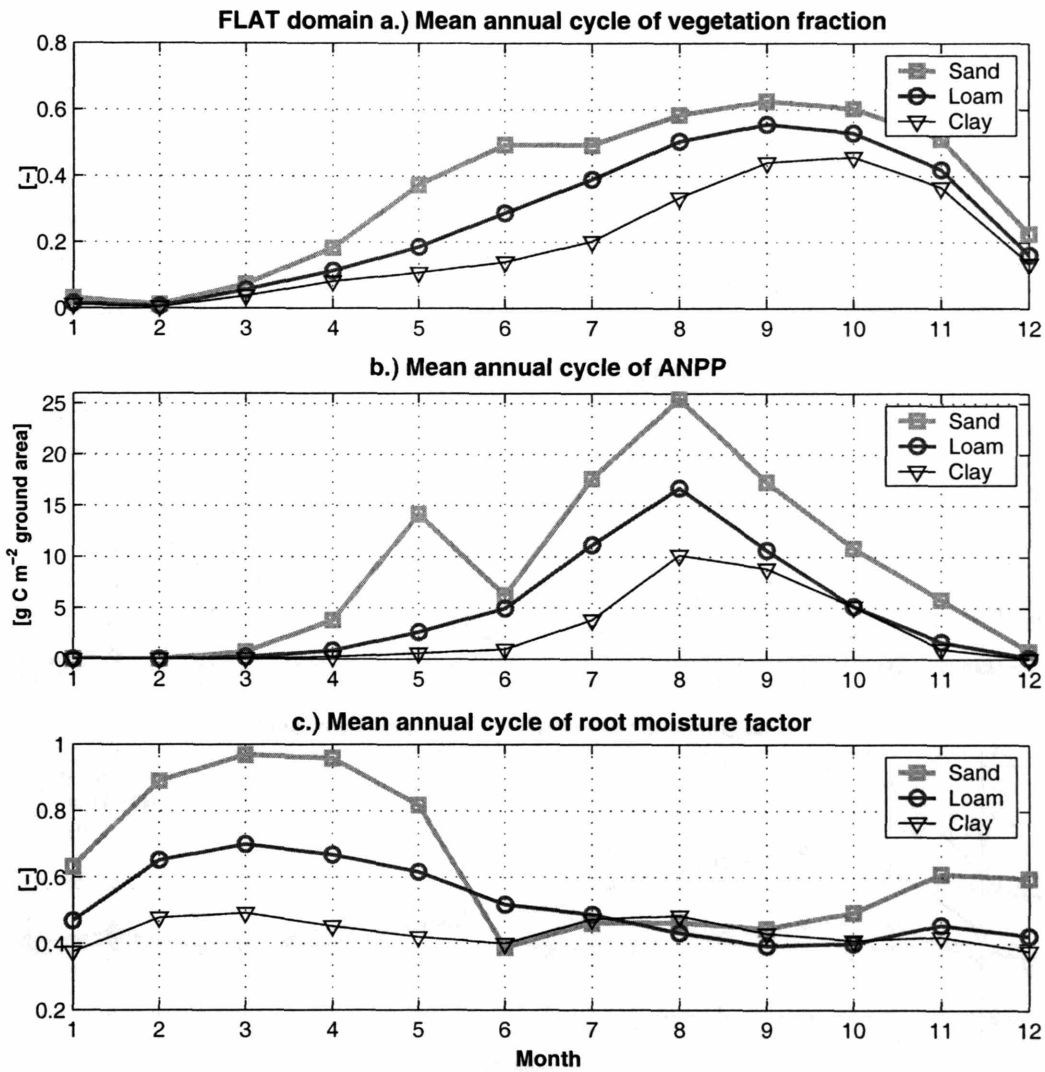 FLAT domain a.) Mean annual cycle of vegetation fraction
0.8
0.6
0.4
0.2
0
[-]
Sand
Loam
Clay
1 2 3 4 5 6 7 8 9 10 11 12
b.) Mean annual cycle of ANPP
25
20
15
10
5
0
[g C m⁻² ground area]
Sand
Loam
Clay
1 2 3 4 5 6 7 8 9 10 11 12
c.) Mean annual cycle of root moisture factor
1
0.8
0.6
0.4
0.2
[-]
Sand
Loam
Clay
1 2 3 4 5 6 7 8 9 10 11 12
Month